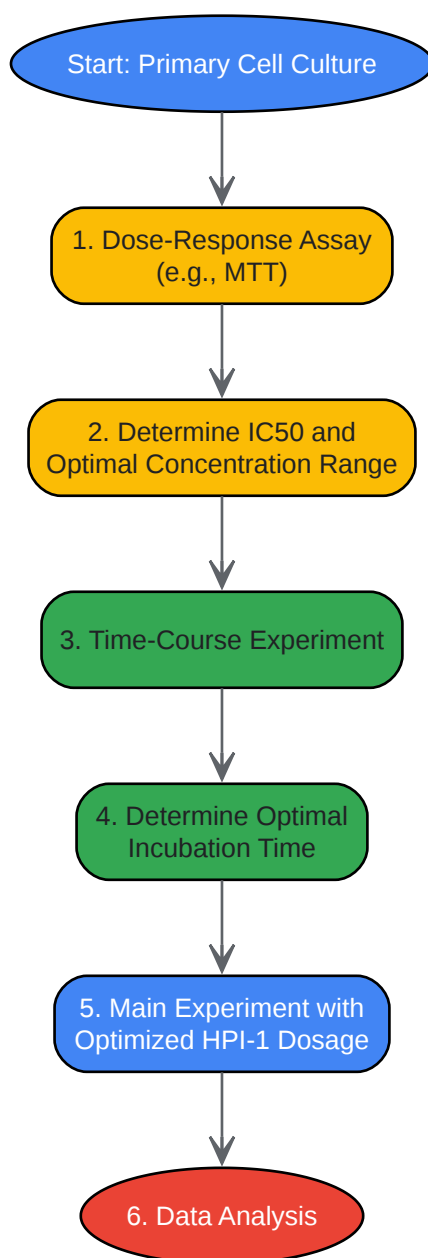 Start: Primary Cell Culture
1. Dose-Response Assay
(e.g., MTT)
2. Determine IC50 and
Optimal Concentration Range
3. Time-Course Experiment
4. Determine Optimal
Incubation Time
5. Main Experiment with
Optimized HPI-1 Dosage
6. Data Analysis